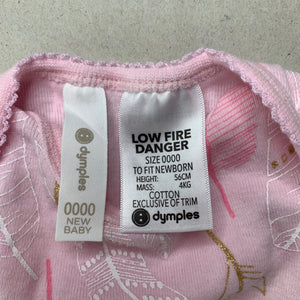 dymples
0000
NEW
BABY
LOW FIRE
DANGER
SIZE 0000
TO FIT NEWBORN
HEIGHT: 56CM
MASS: 4KG
COTTON
EXCLUSIVE OF TRIM
dymples